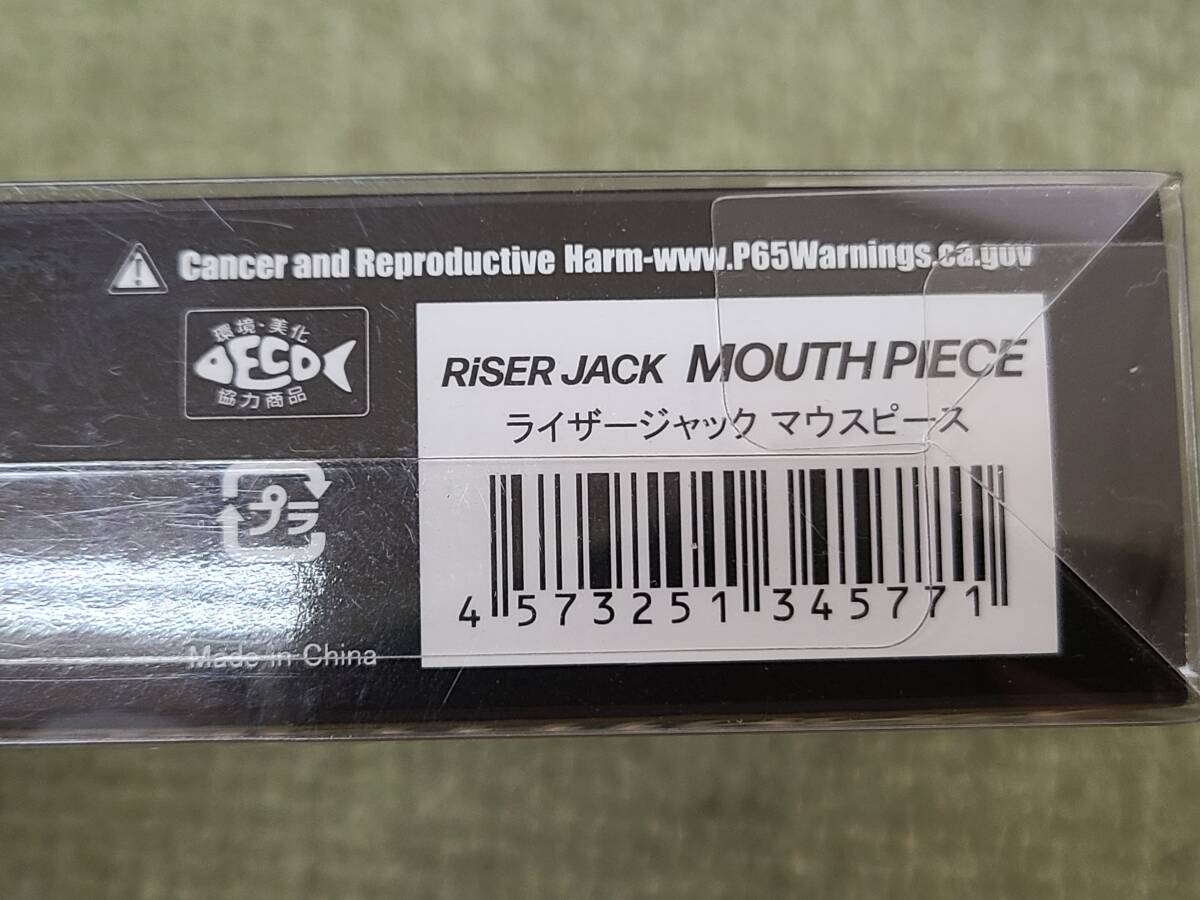 Cancer and Reproductive Harm-www.P65Warnings.ca.gov
環境・美化
ECO
協力商品
RiSER JACK MOUTH PIECE
ライザージャック マウスピース
プラ
4 573251 345771
Made in China